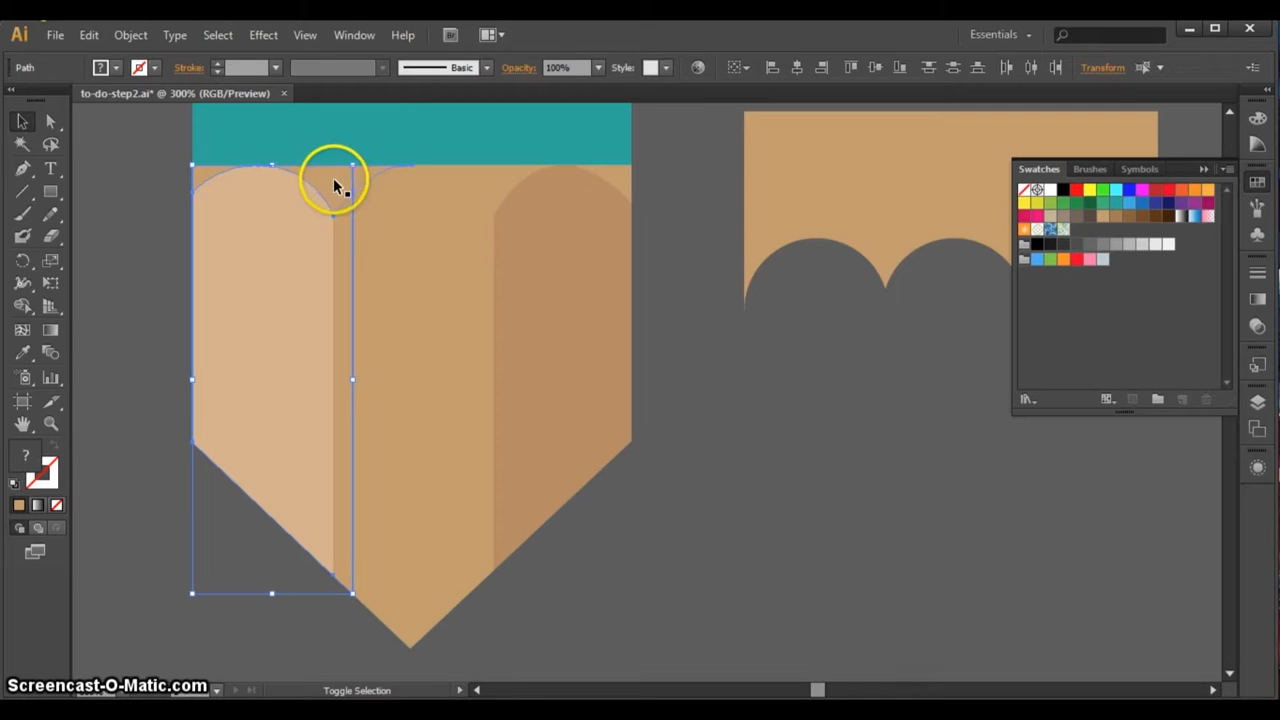 Ai File Edit Object Type Select Effect View Window Help Br Essentials
Path ? Stroke: Basic Opacity: 100% Style: Transform
to-do-step2.ai* @ 300% (RGB/Preview) ×
Swatches Brushes Symbols
T
?
Screencast-O-Matic.com
Toggle Selection